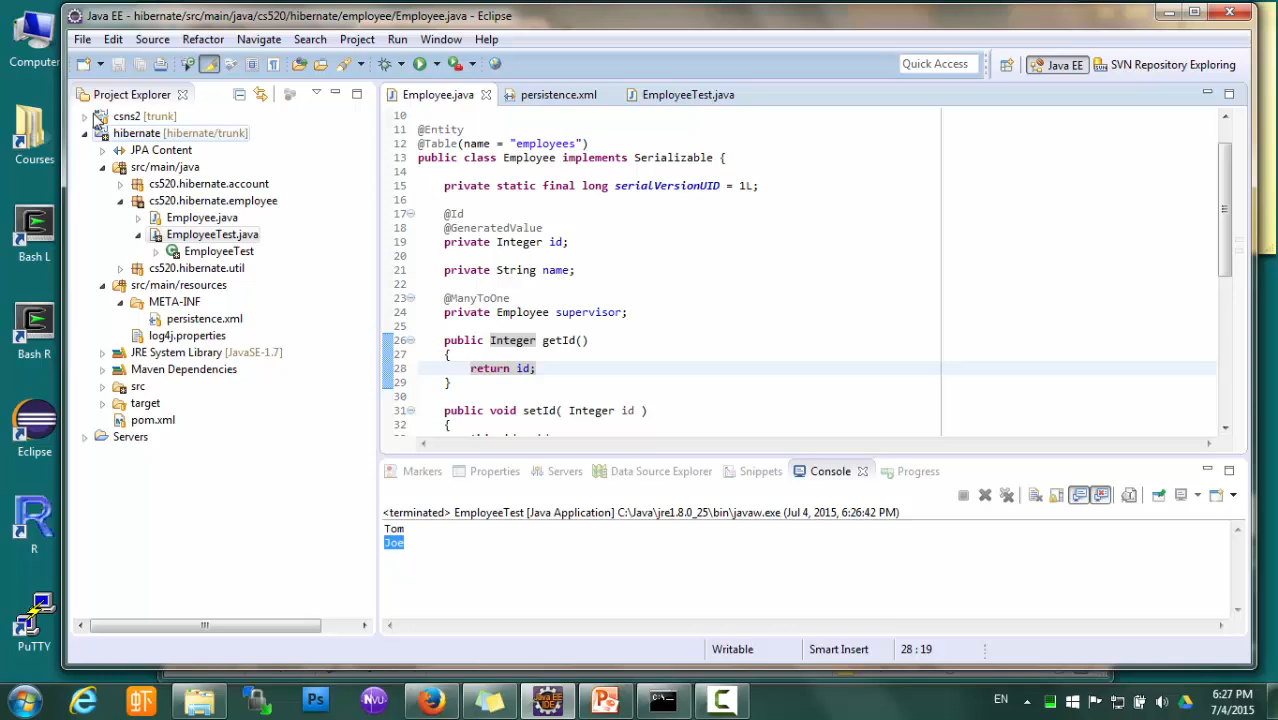 Java EE - hibernate/src/main/java/cs520/hibernate/employee/Employee.java - Eclipse
File Edit Source Refactor Navigate Search Project Run Window Help
Quick Access
Java EE
SVN Repository Exploring
Computer
Courses
Bash L
Bash R
Eclipse
R
PuTTY
Project Explorer
csns2 [trunk]
hibernate [hibernate/trunk]
JPA Content
src/main/java
cs520.hibernate.account
cs520.hibernate.employee
Employee.java
EmployeeTest.java
EmployeeTest
cs520.hibernate.util
src/main/resources
META-INF
persistence.xml
log4j.properties
JRE System Library [JavaSE-1.7]
Maven Dependencies
src
target
pom.xml
Servers
Employee.java persistence.xml EmployeeTest.java
10
11 @Entity
12 @Table(name = "employees")
13 public class Employee implements Serializable {
14
15 private static final long serialVersionUID = 1L;
16
17 @Id
18 @GeneratedValue
19 private Integer id;
20
21 private String name;
22
23 @ManyToOne
24 private Employee supervisor;
25
26 public Integer getId()
27 {
28 return id;
29 }
30
31 public void setId( Integer id )
32 {
Markers Properties Servers Data Source Explorer Snippets Console Progress
<terminated> EmployeeTest [Java Application] C:\Java\jre1.8.0_25\bin\javaw.exe (Jul 4, 2015, 6:26:42 PM)
Tom
Joe
Writable Smart Insert 28 : 19
Ps
EN
6:27 PM
7/4/2015